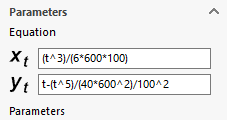 Parameters
Equation
xt (t^3)/(6*600*100)
yt t-(t^5)/(40*600^2)/100^2
Parameters